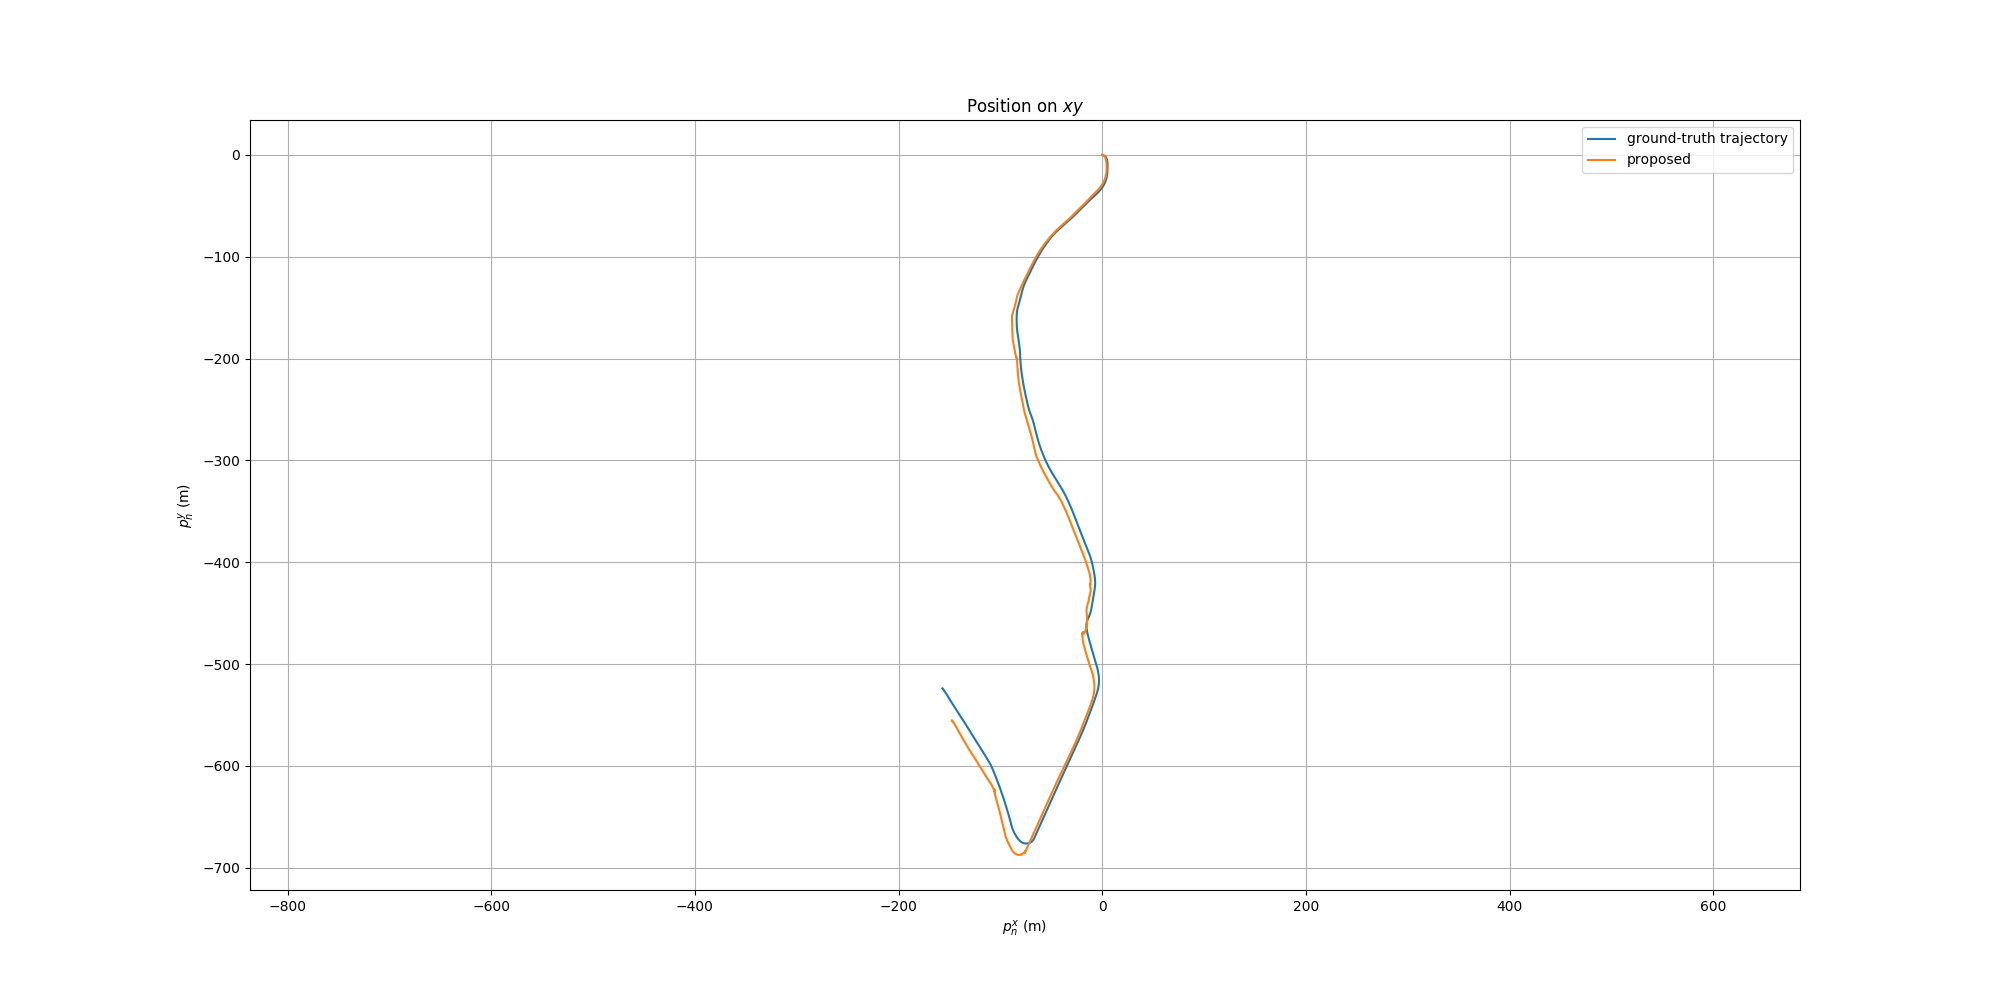 Position on xy
ground-truth trajectory
proposed
0
−100
−200
−300
−400
−500
−600
−700
p_n^y (m)
−800 −600 −400 −200 0 200 400 600
p_n^x (m)